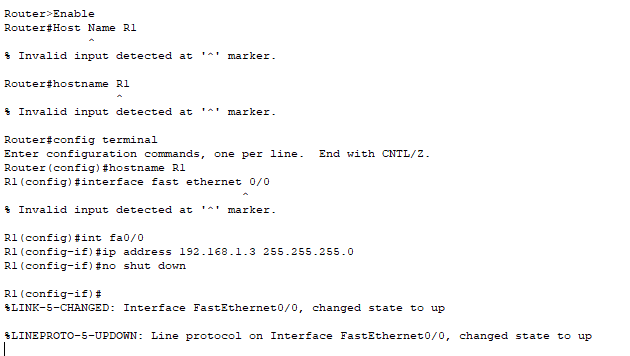 Router>Enable
Router#Host Name R1
^
% Invalid input detected at '^' marker.
Router#hostname R1
^
% Invalid input detected at '^' marker.
Router#config terminal
Enter configuration commands, one per line.  End with CNTL/Z.
Router(config)#hostname R1
R1(config)#interface fast ethernet 0/0
^
% Invalid input detected at '^' marker.
R1(config)#int fa0/0
R1(config-if)#ip address 192.168.1.3 255.255.255.0
R1(config-if)#no shut down
R1(config-if)#
%LINK-5-CHANGED: Interface FastEthernet0/0, changed state to up
%LINEPROTO-5-UPDOWN: Line protocol on Interface FastEthernet0/0, changed state to up